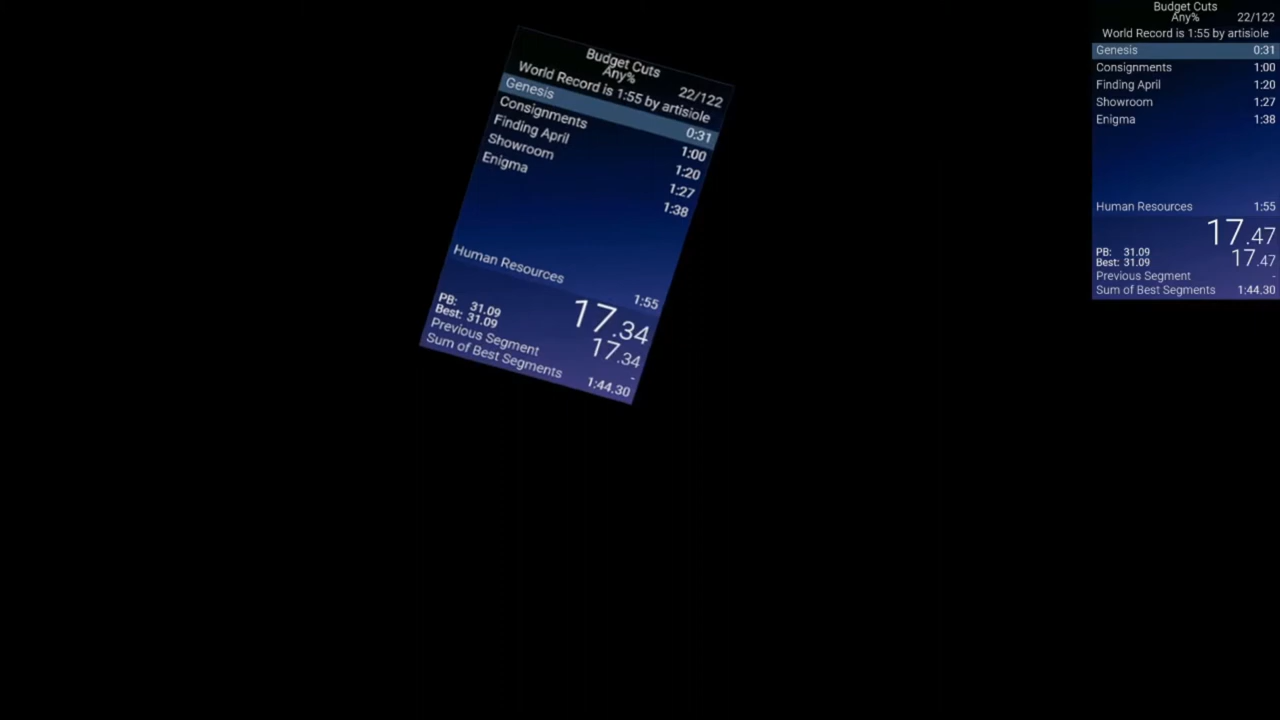 Budget Cuts
Any%
22/122
World Record is 1:55 by artisiole
Genesis 0:31
Consignments 1:00
Finding April 1:20
Showroom 1:27
Enigma 1:38
Human Resources 1:55
17.34
PB: 31.09
Best: 31.09
17.34
Previous Segment -
Sum of Best Segments 1:44.30
Budget Cuts
Any%
22/122
World Record is 1:55 by artisiole
Genesis 0:31
Consignments 1:00
Finding April 1:20
Showroom 1:27
Enigma 1:38
Human Resources 1:55
17.47
PB: 31.09
Best: 31.09
17.47
Previous Segment -
Sum of Best Segments 1:44.30